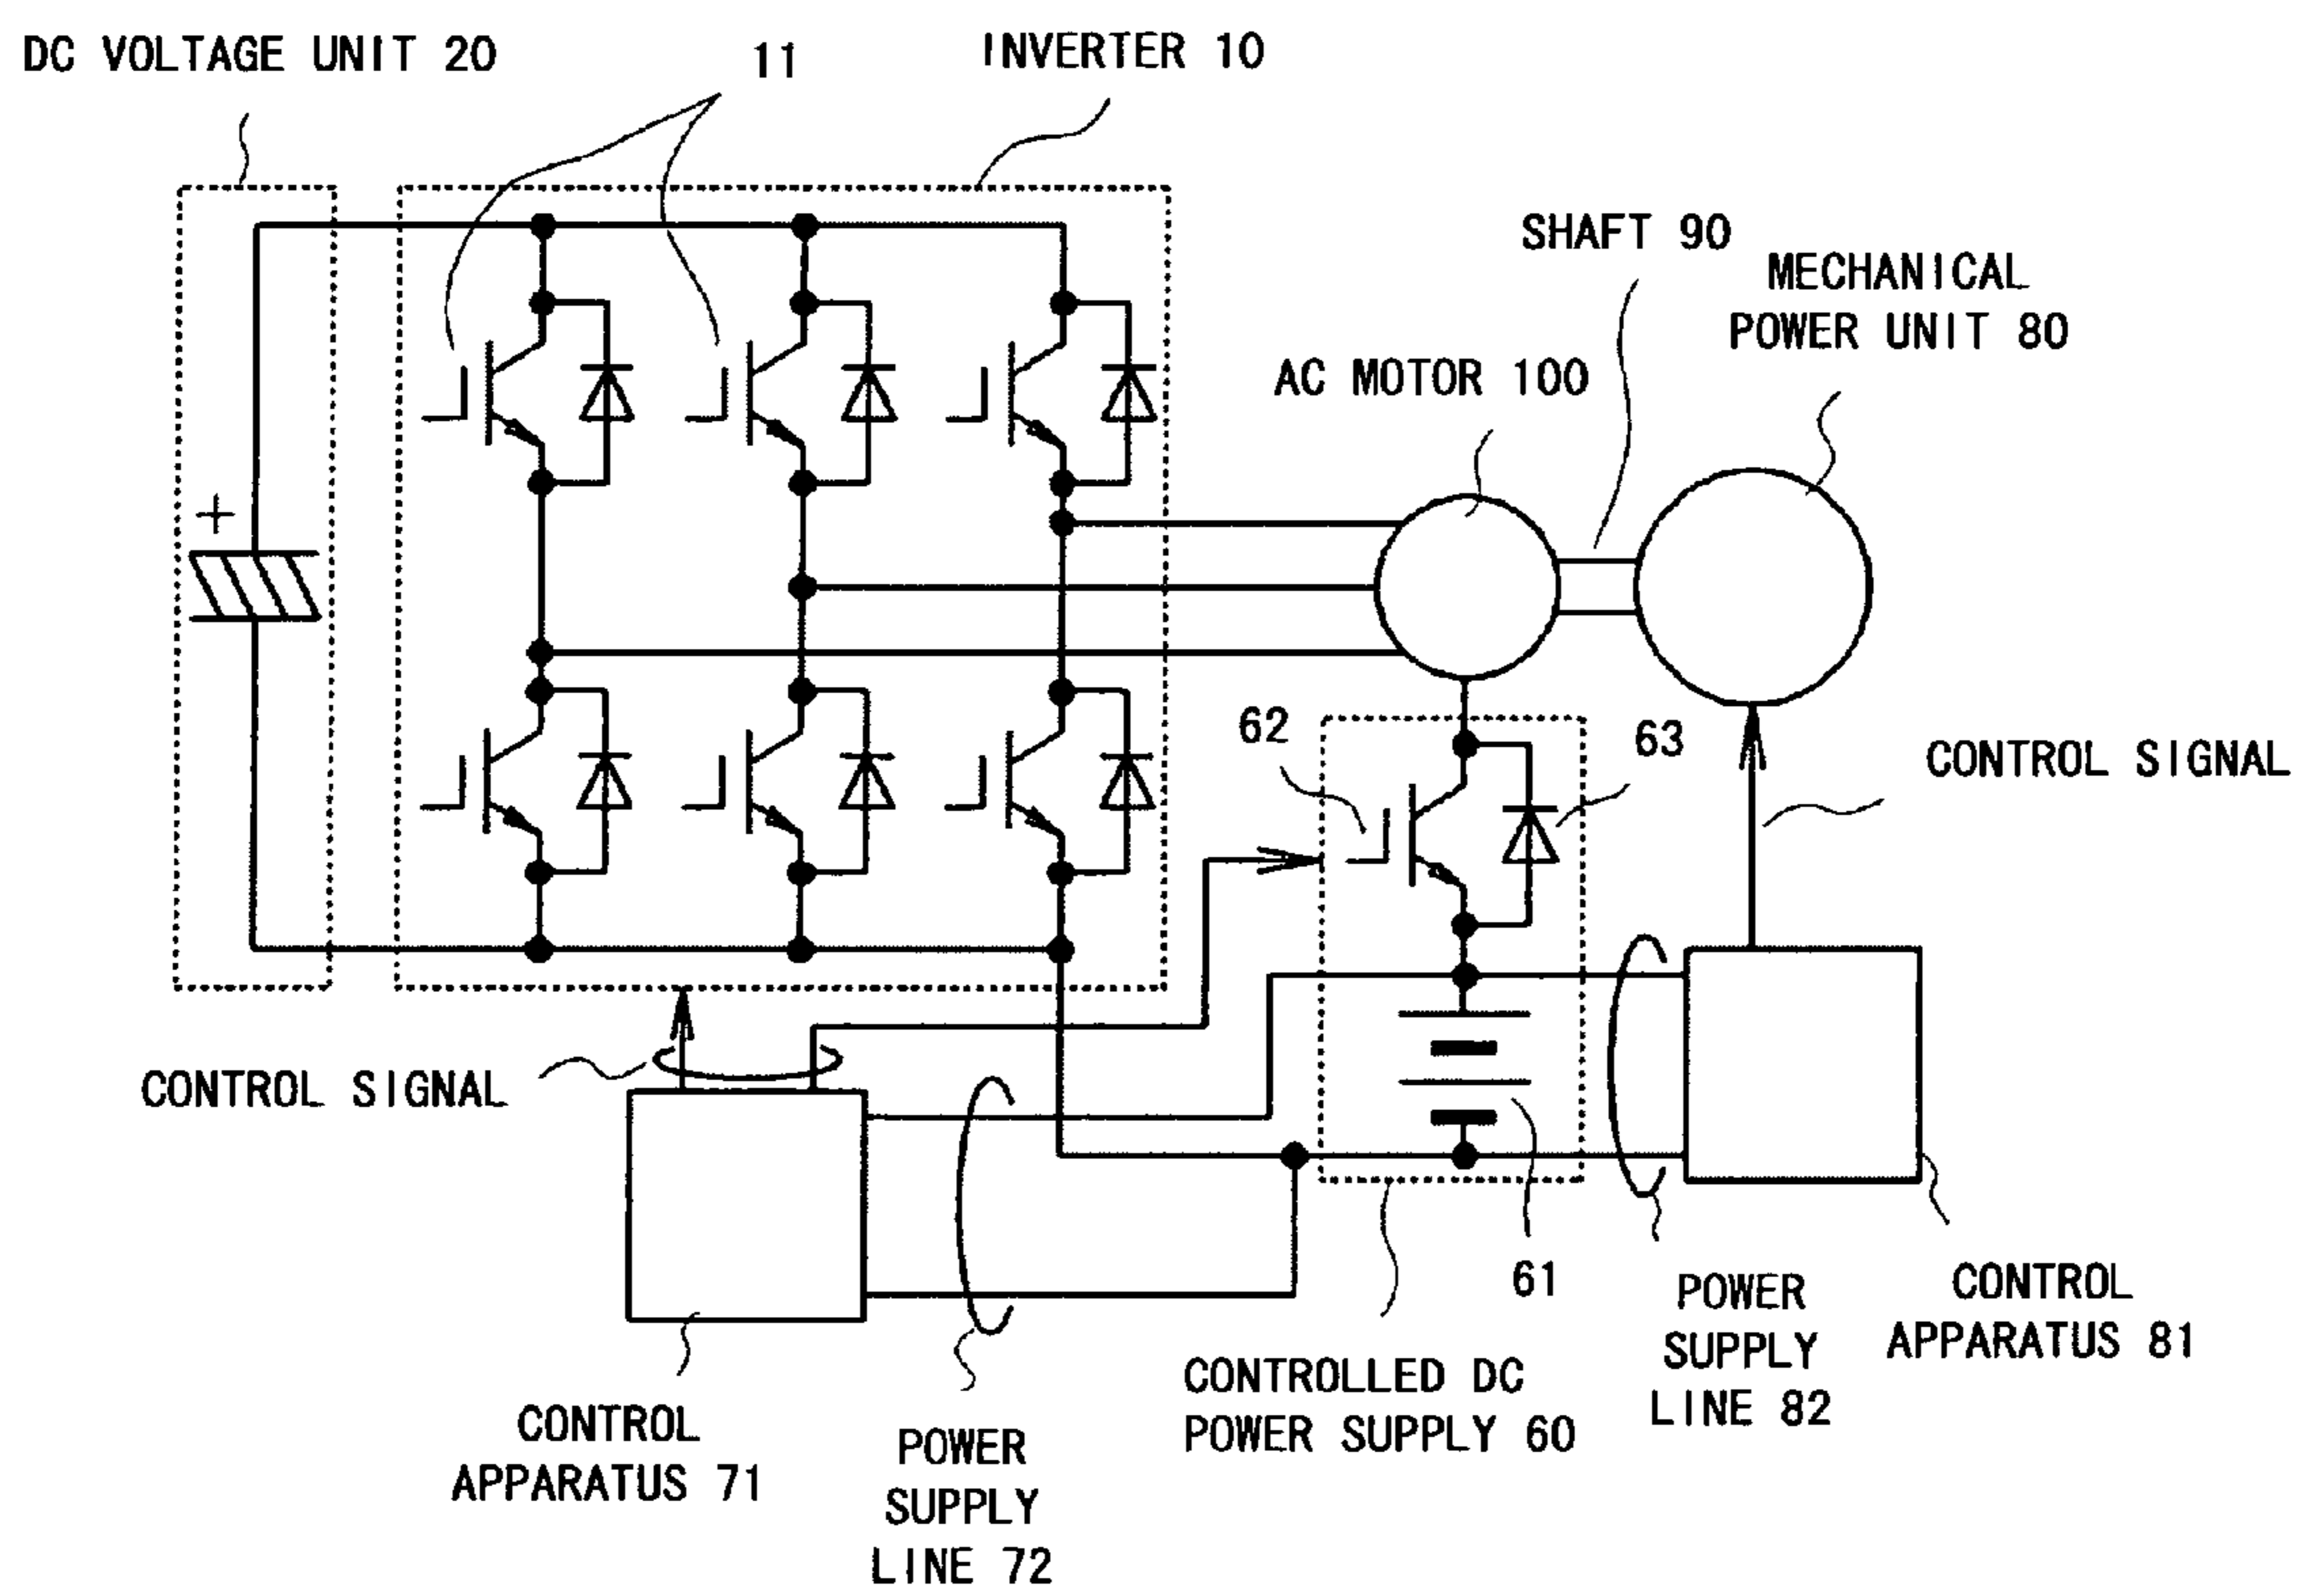 DC VOLTAGE UNIT 20
11
INVERTER 10
SHAFT 90
MECHANICAL
POWER UNIT 80
AC MOTOR 100
+
62
63
CONTROL SIGNAL
CONTROL SIGNAL
61
CONTROL
APPARATUS 71
POWER
SUPPLY
LINE 72
CONTROLLED DC
POWER SUPPLY 60
POWER
SUPPLY
LINE 82
CONTROL
APPARATUS 81